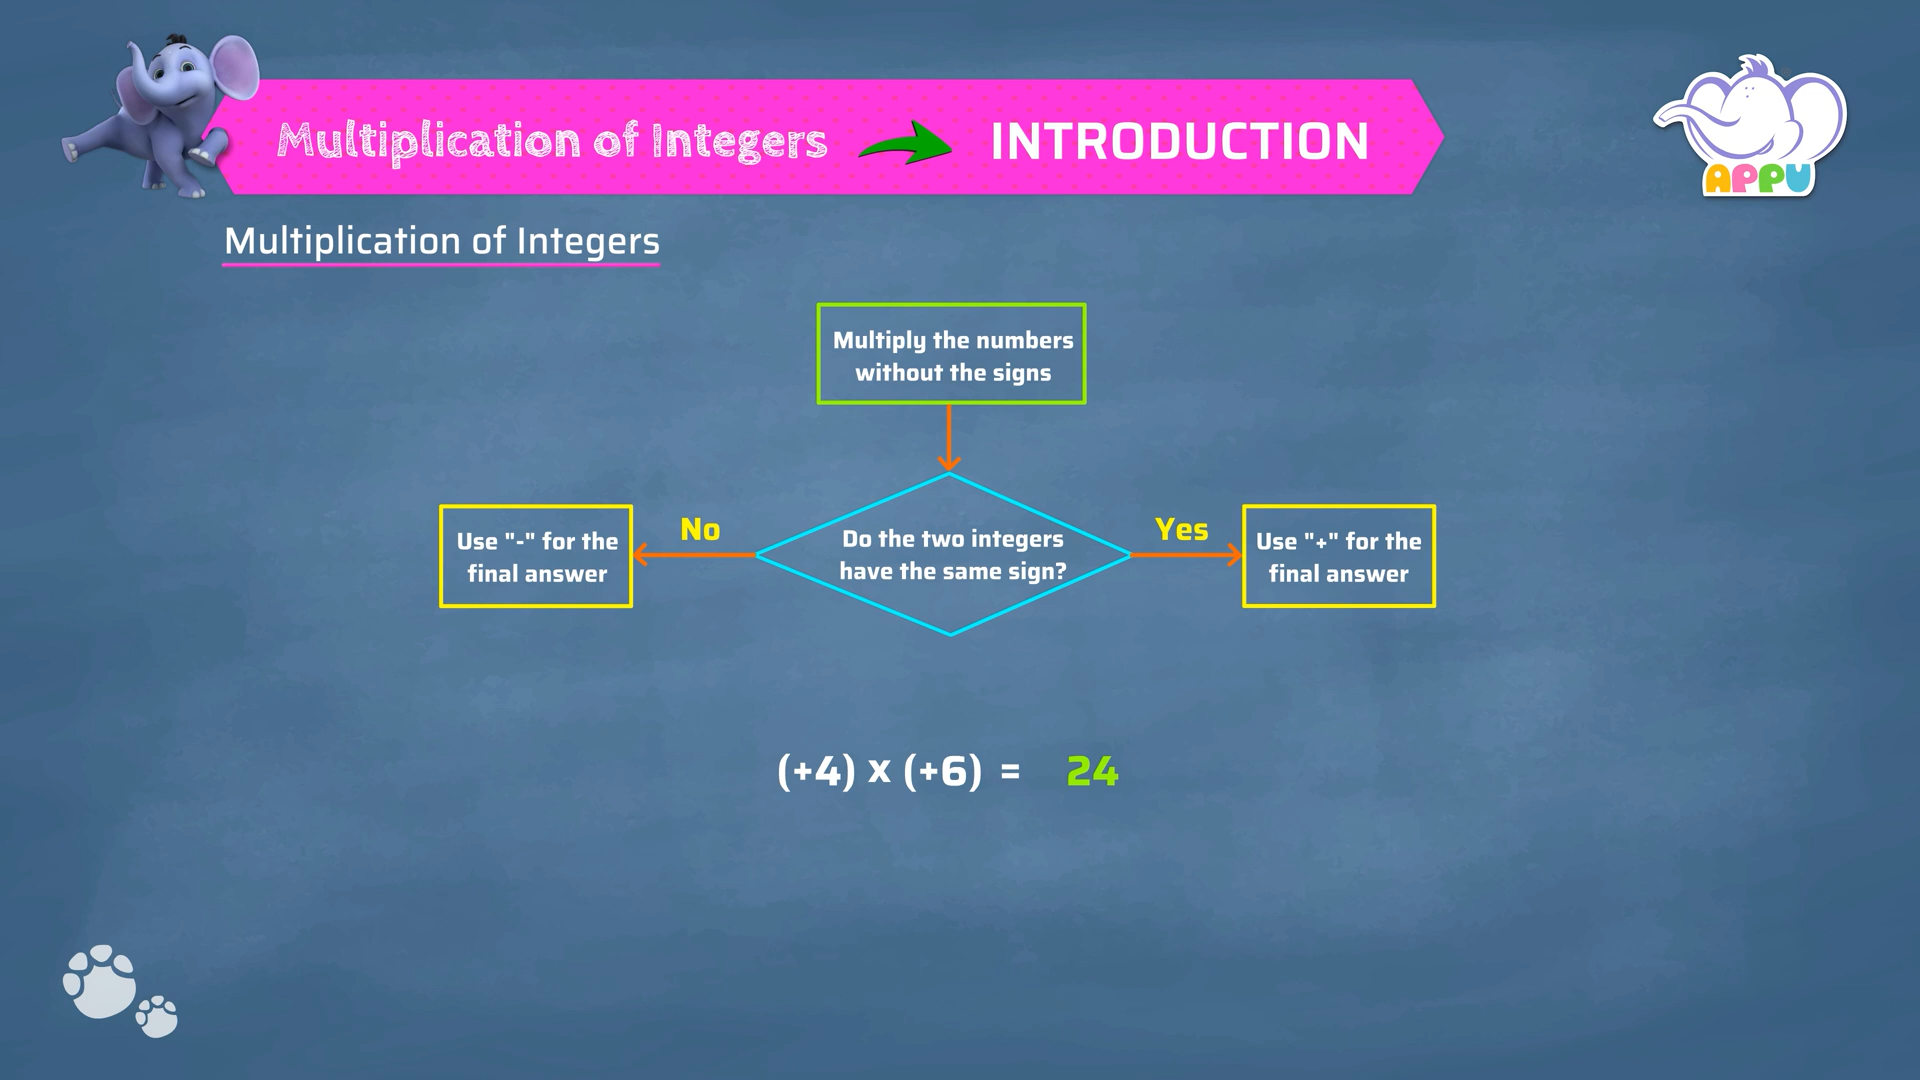 Multiplication of Integers INTRODUCTION
APPU
Multiplication of Integers
Multiply the numbers
without the signs
No
Yes
Use "-" for the
final answer
Do the two integers
have the same sign?
Use "+" for the
final answer
(+4) x (+6) = 24